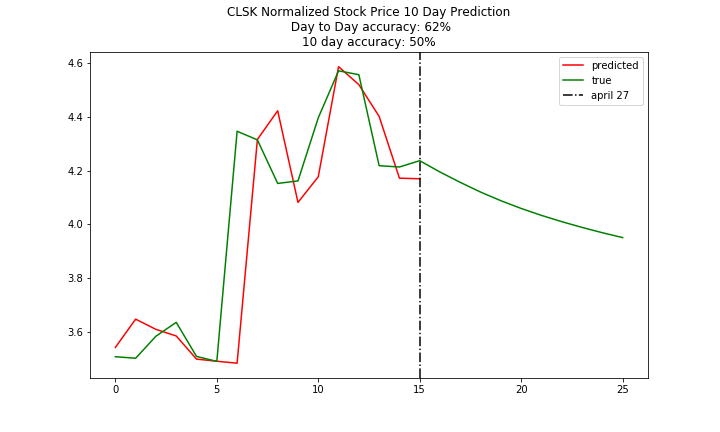 CLSK Normalized Stock Price 10 Day Prediction
Day to Day accuracy: 62%
10 day accuracy: 50%
predicted
true
april 27
4.6
4.4
4.2
4.0
3.8
3.6
0 5 10 15 20 25